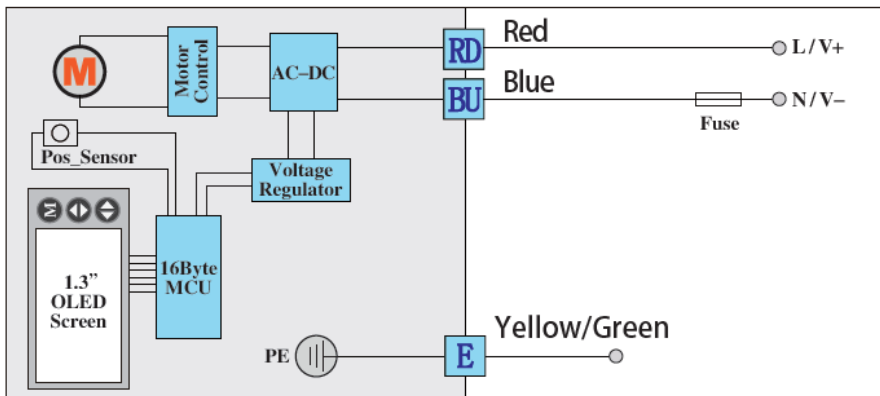 M
Motor
Control
AC–DC
RD
Red
L / V+
BU
Blue
N / V–
Fuse
Pos_Sensor
Voltage
Regulator
M
1.3”
OLED
Screen
16Byte
MCU
PE
E
Yellow/Green